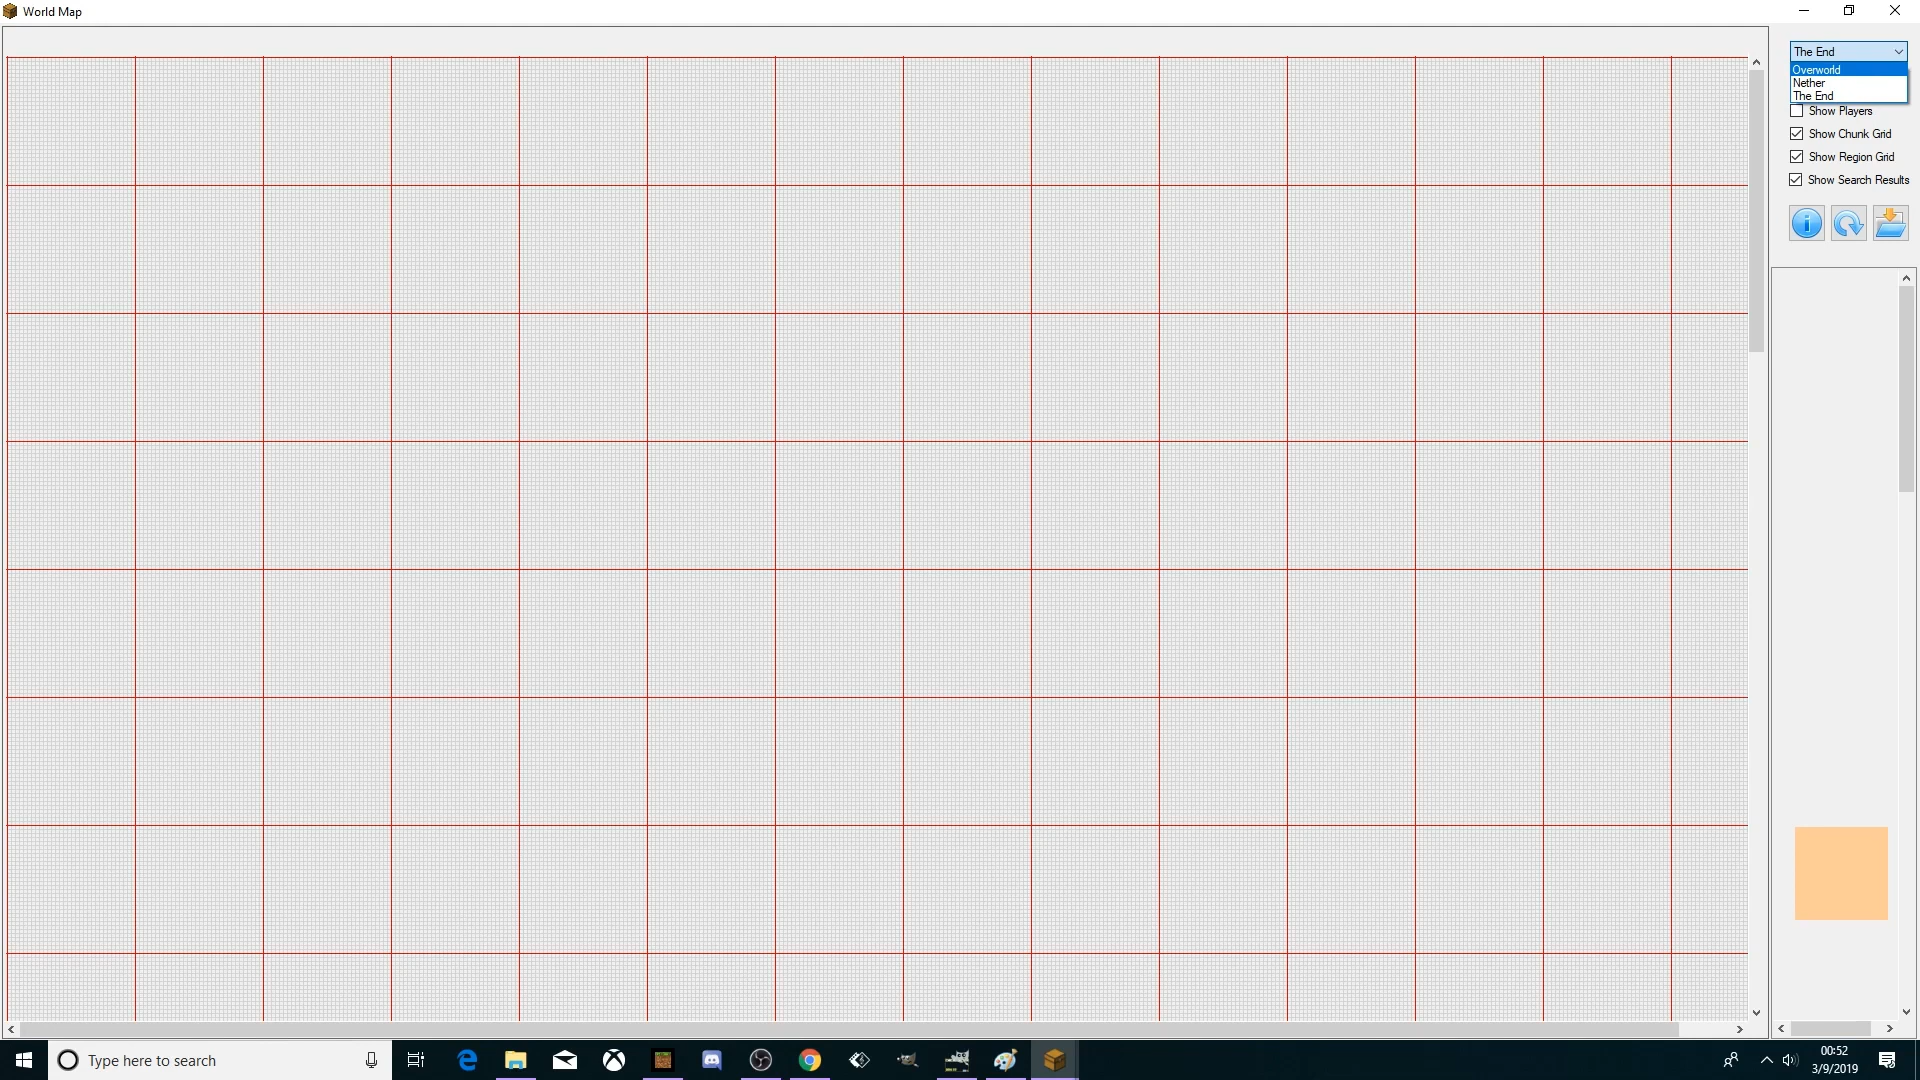 World Map
The End
Overworld
Nether
The End
Show Players
Show Chunk Grid
Show Region Grid
Show Search Results
Type here to search
00:52
3/9/2019